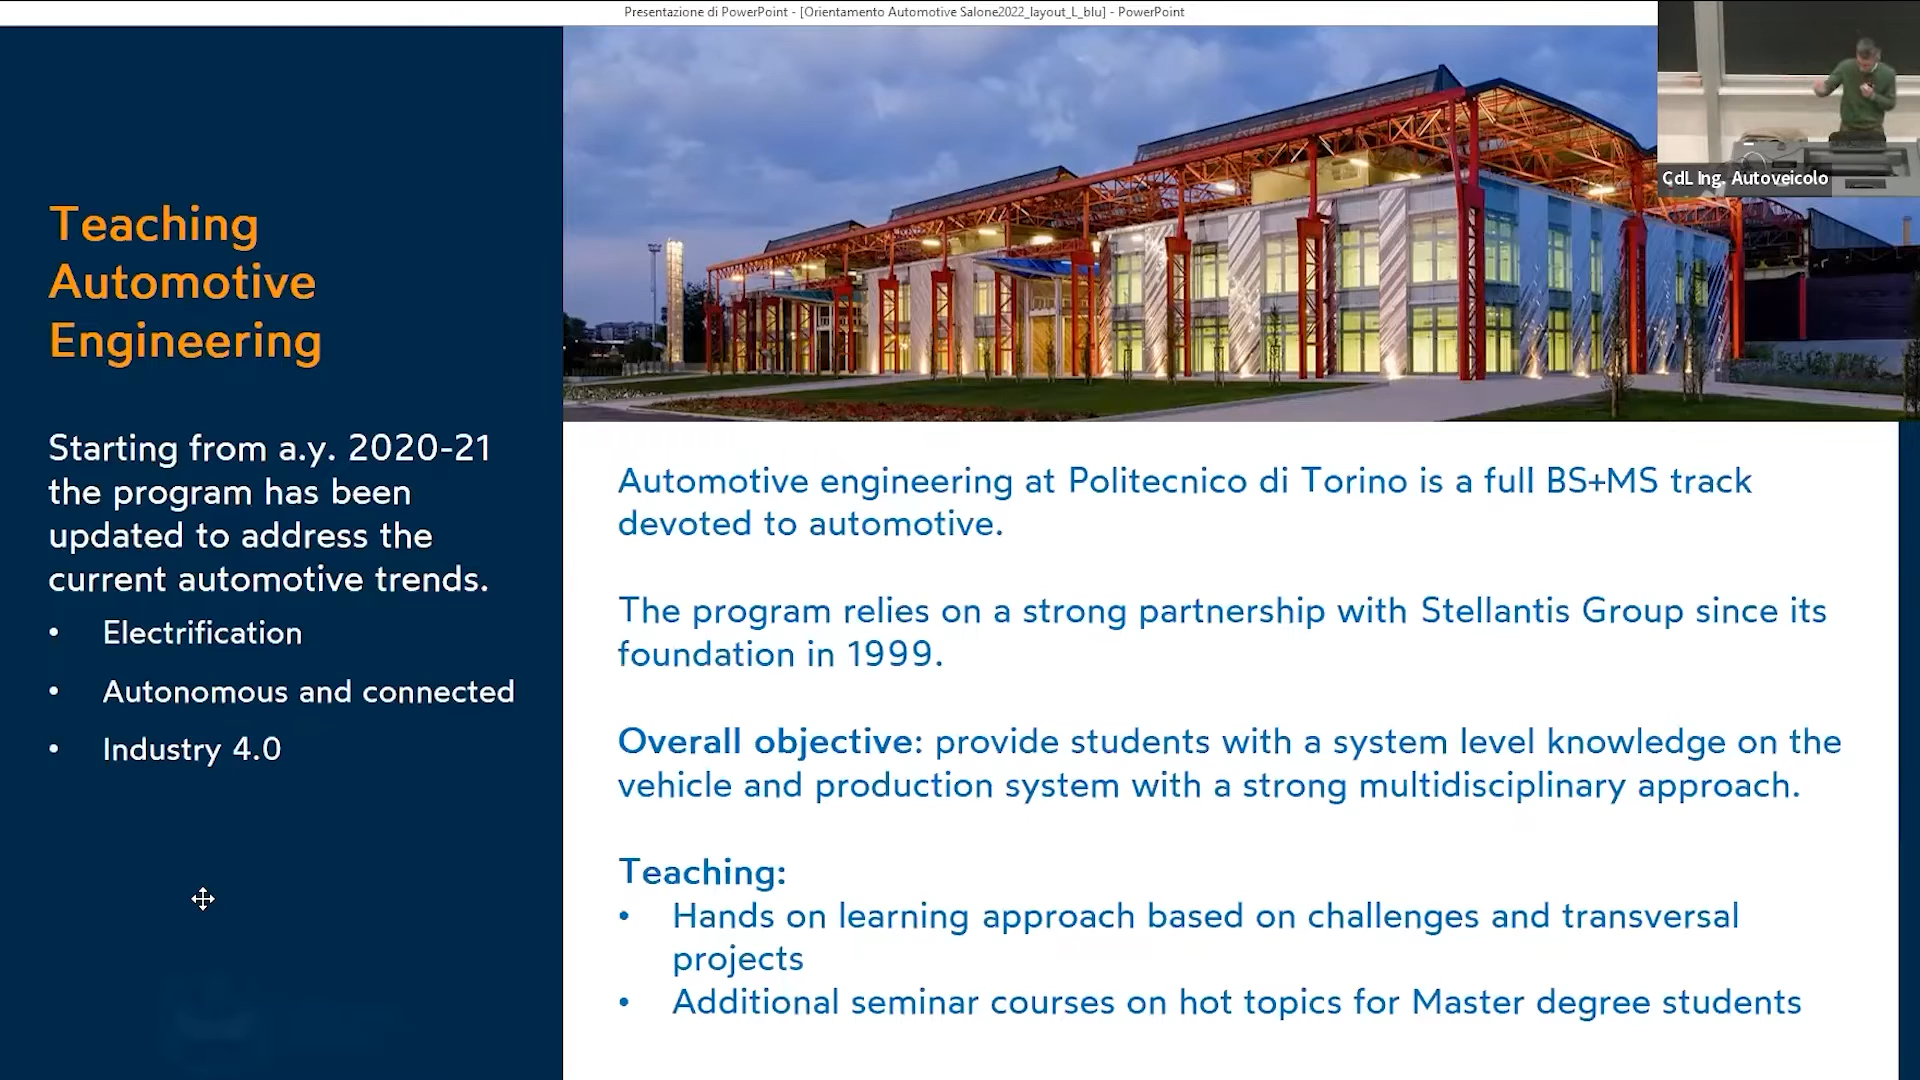 Presentazione di PowerPoint - [Orientamento Automotive Salone2022_layout_L_blu] - PowerPoint
CdL Ing. Autoveicolo
Teaching
Automotive
Engineering
Starting from a.y. 2020-21
the program has been
updated to address the
current automotive trends.
• Electrification
• Autonomous and connected
• Industry 4.0
Automotive engineering at Politecnico di Torino is a full BS+MS track
devoted to automotive.
The program relies on a strong partnership with Stellantis Group since its
foundation in 1999.
Overall objective: provide students with a system level knowledge on the
vehicle and production system with a strong multidisciplinary approach.
Teaching:
• Hands on learning approach based on challenges and transversal
projects
• Additional seminar courses on hot topics for Master degree students